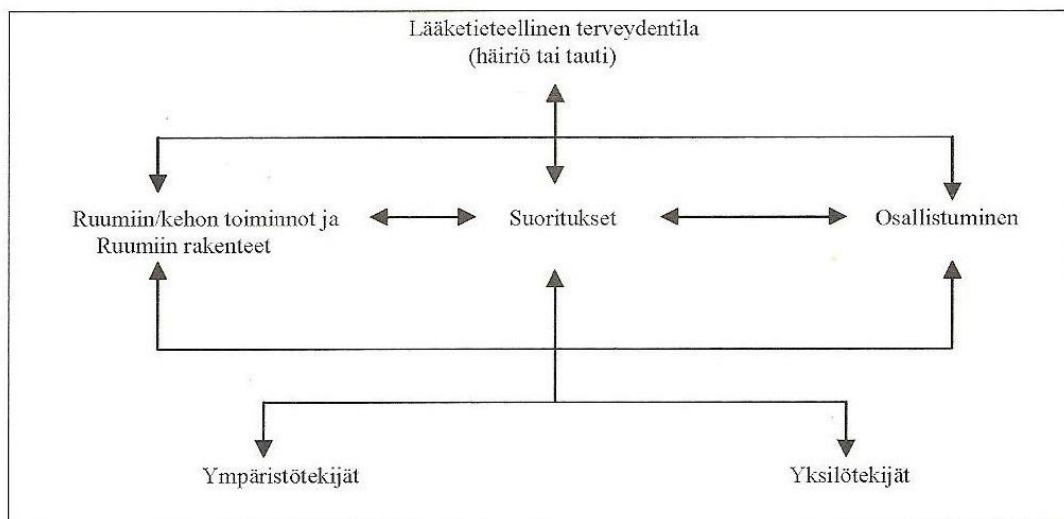 Lääketieteellinen terveydentila
(häiriö tai tauti)
Ruumiin/kehon toiminnot ja
Ruumiin rakenteet
Suoritukset
Osallistuminen
Ympäristötekijät
Yksilötekijät